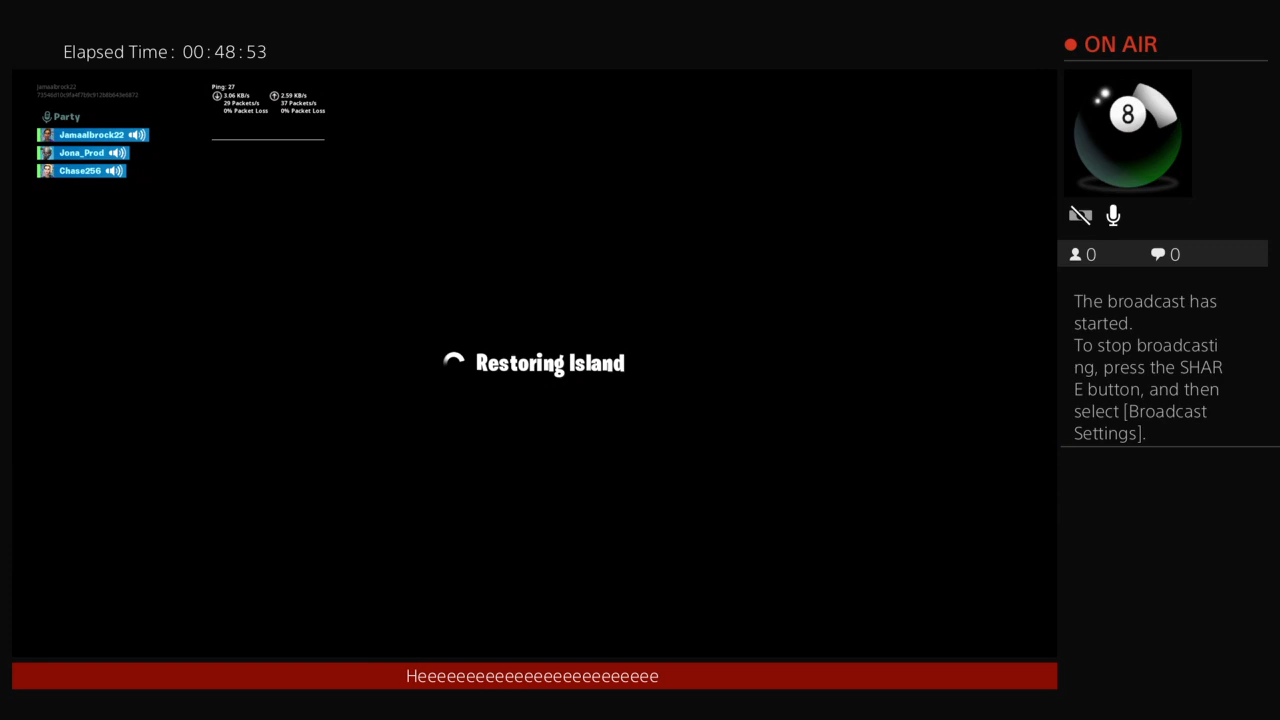 Elapsed Time: 00:48:53
ON AIR
Jamaalbrock22
Ping: 27
3.06 KB/s 2.59 KB/s
29 Packets/s 37 Packets/s
0% Packet Loss 0% Packet Loss
Party
Jamaalbrock22
Jona_Prod
Chase256
8
0 0
The broadcast has
started.
To stop broadcasti
ng, press the SHAR
E button, and then
select [Broadcast
Settings].
Restoring Island
Heeeeeeeeeeeeeeeeeeeeeeeee